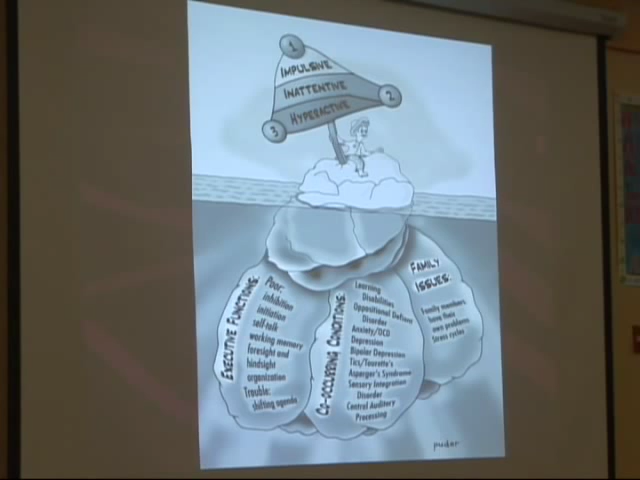 1
IMPULSIVE
INATTENTIVE
2
HYPERACTIVE
3
EXECUTIVE FUNCTIONS:
Poor:
inhibition
initiation
self-talk
working memory
foresight and
hindsight
organization
Trouble:
shifting agenda
CO-OCCURRING CONDITIONS:
Learning
Disabilities
Oppositional Defiant
Disorder
Anxiety/OCD
Depression
Bipolar Depression
Tics/Tourette's
Asperger's Syndrome
Sensory Integration
Disorder
Central Auditory
Processing
FAMILY
ISSUES:
Family members
have their
own problems
Stress cycles
puder